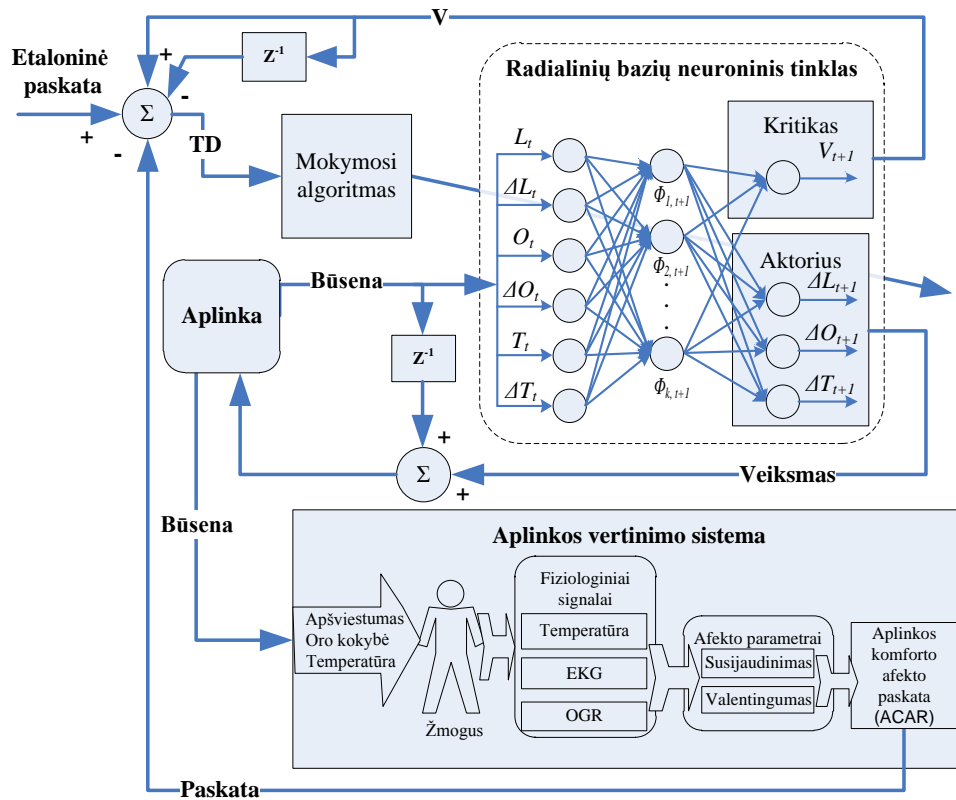 V
Etaloninė
paskata
+
-
Z-1
Σ
+
-
TD
Mokymosi
algoritmas
Radialinių bazių neuroninis tinklas
Lt
ΔLt
Ot
ΔOt
Tt
ΔTt
Φ1, t+1
Φ2, t+1
.
.
.
Φk, t+1
Kritikas
Vt+1
Aktorius
ΔLt+1
ΔOt+1
ΔTt+1
Aplinka
Būsena
Z-1
+
Σ
+
Veiksmas
Būsena
Aplinkos vertinimo sistema
Apšviestumas
Oro kokybė
Temperatūra
Žmogus
Fiziologiniai
signalai
Temperatūra
EKG
OGR
Afekto parametrai
Susijaudinimas
Valentingumas
Aplinkos
komforto
afekto
paskata
(ACAR)
Paskata